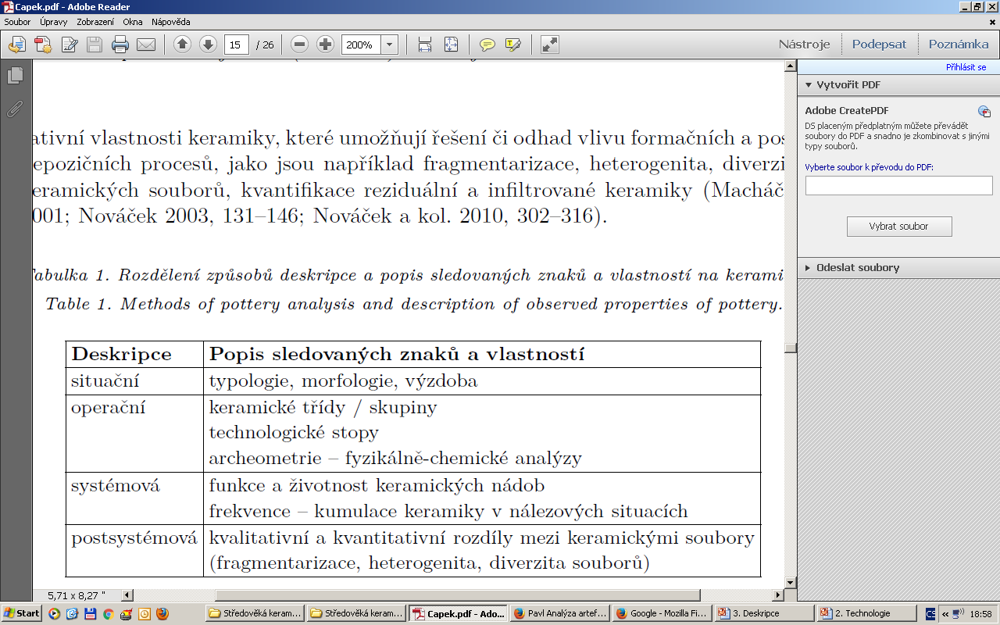 Capek.pdf - Adobe Reader
Soubor Úpravy Zobrazení Okna Nápověda
15 / 26 200% Nástroje Podepsat Poznámka
Přihlásit se
Vytvořit PDF
Adobe CreatePDF
DS placeným předplatným můžete převádět
soubory do PDF a snadno je zkombinovat s jinými
typy souborů.
Vyberte soubor k převodu do PDF:
Vybrat soubor
Odeslat soubory
ativní vlastnosti keramiky, které umožňují řešení či odhad vlivu formačních a pos
epozičních procesů, jako jsou například fragmentarizace, heterogenita, diverzi
eramických souborů, kvantifikace reziduální a infiltrované keramiky (Macháč
001; Nováček 2003, 131–146; Nováček a kol. 2010, 302–316).
Tabulka 1. Rozdělení způsobů deskripce a popis sledovaných znaků a vlastností na kerami
Table 1. Methods of pottery analysis and description of observed properties of pottery.
Deskripce Popis sledovaných znaků a vlastností
situační typologie, morfologie, výzdoba
operační keramické třídy / skupiny
technologické stopy
archeometrie – fyzikálně-chemické analýzy
systémová funkce a životnost keramických nádob
frekvence – kumulace keramiky v nálezových situacích
postsystémová kvalitativní a kvantitativní rozdíly mezi keramickými soubory
(fragmentarizace, heterogenita, diverzita souborů)
5,71 x 8,27 "
Start Středověká keram... Středověká keram... Capek.pdf - Ado... Pavl Analýza artef... Google - Mozilla Fi... 3. Deskripce 2. Technologie CS « 18:58